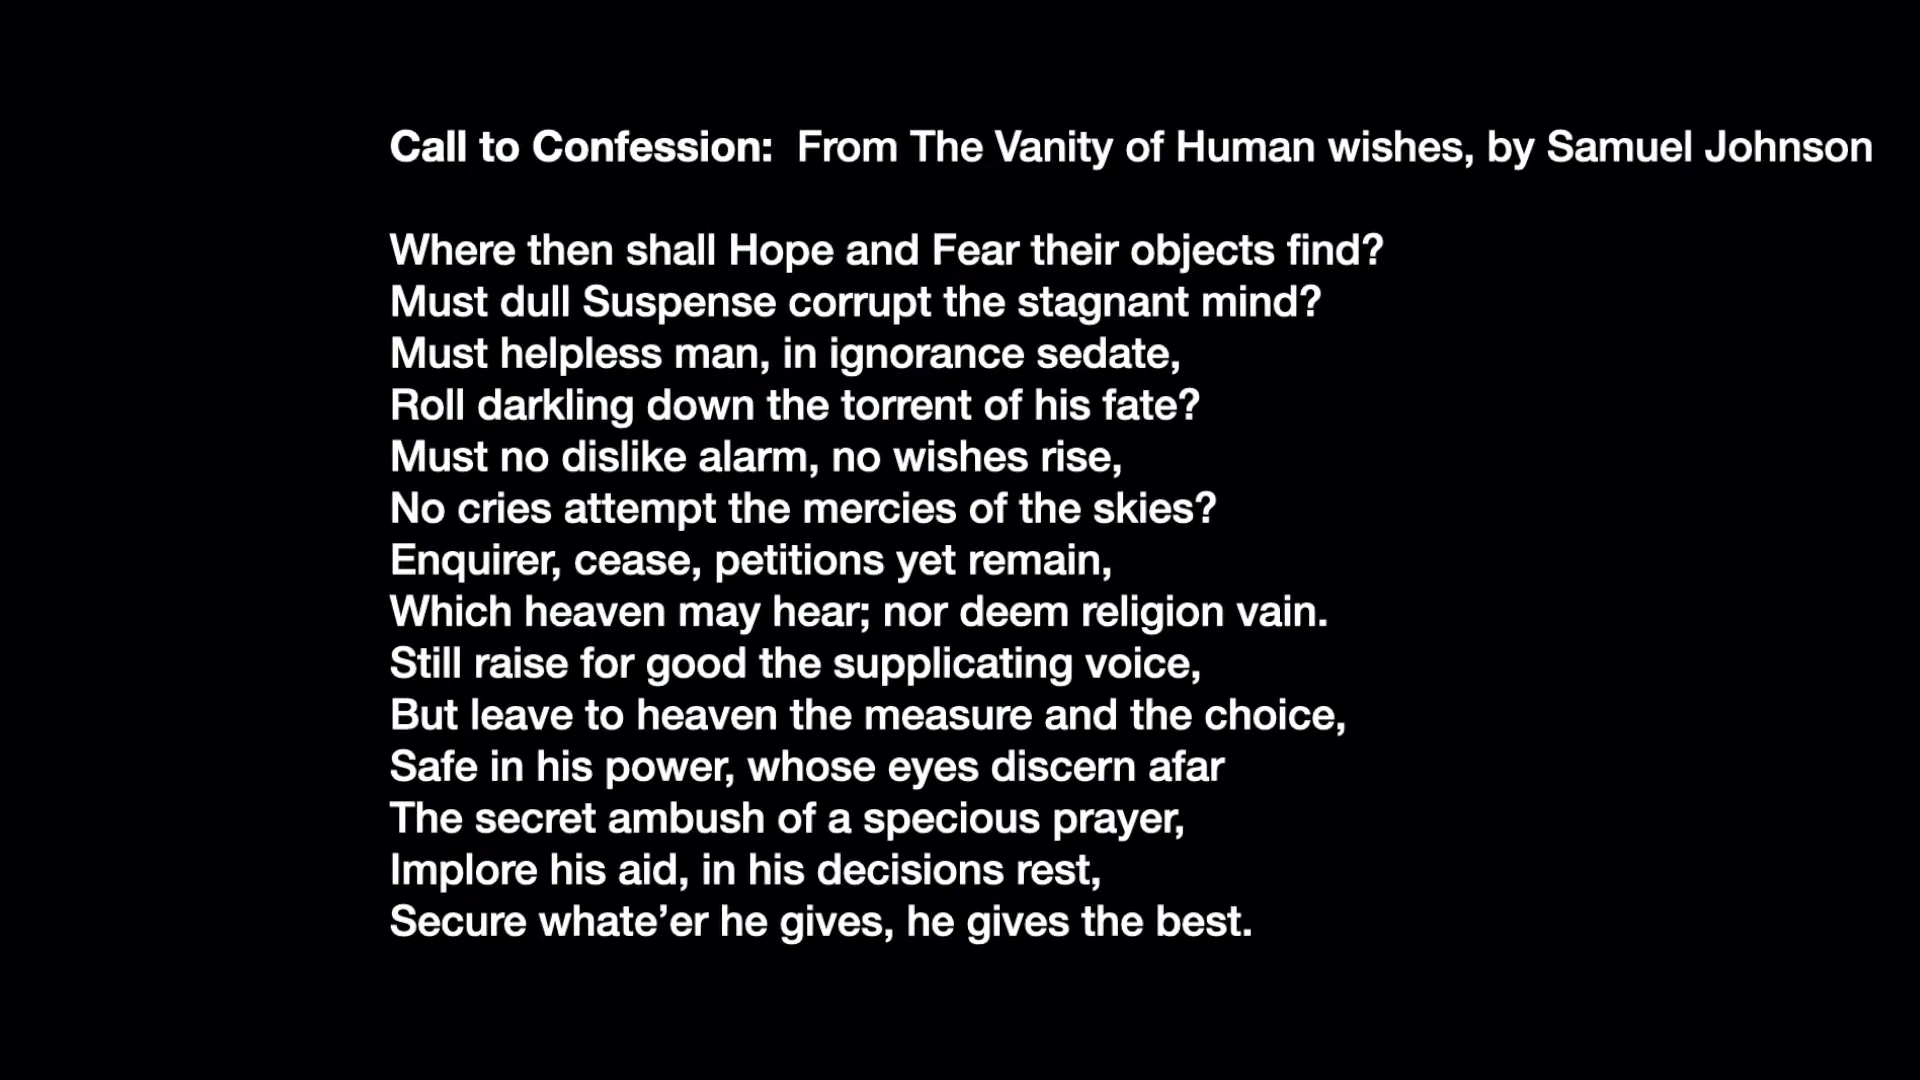 Call to Confession: From The Vanity of Human wishes, by Samuel Johnson
Where then shall Hope and Fear their objects find?
Must dull Suspense corrupt the stagnant mind?
Must helpless man, in ignorance sedate,
Roll darkling down the torrent of his fate?
Must no dislike alarm, no wishes rise,
No cries attempt the mercies of the skies?
Enquirer, cease, petitions yet remain,
Which heaven may hear; nor deem religion vain.
Still raise for good the supplicating voice,
But leave to heaven the measure and the choice,
Safe in his power, whose eyes discern afar
The secret ambush of a specious prayer,
Implore his aid, in his decisions rest,
Secure whate’er he gives, he gives the best.